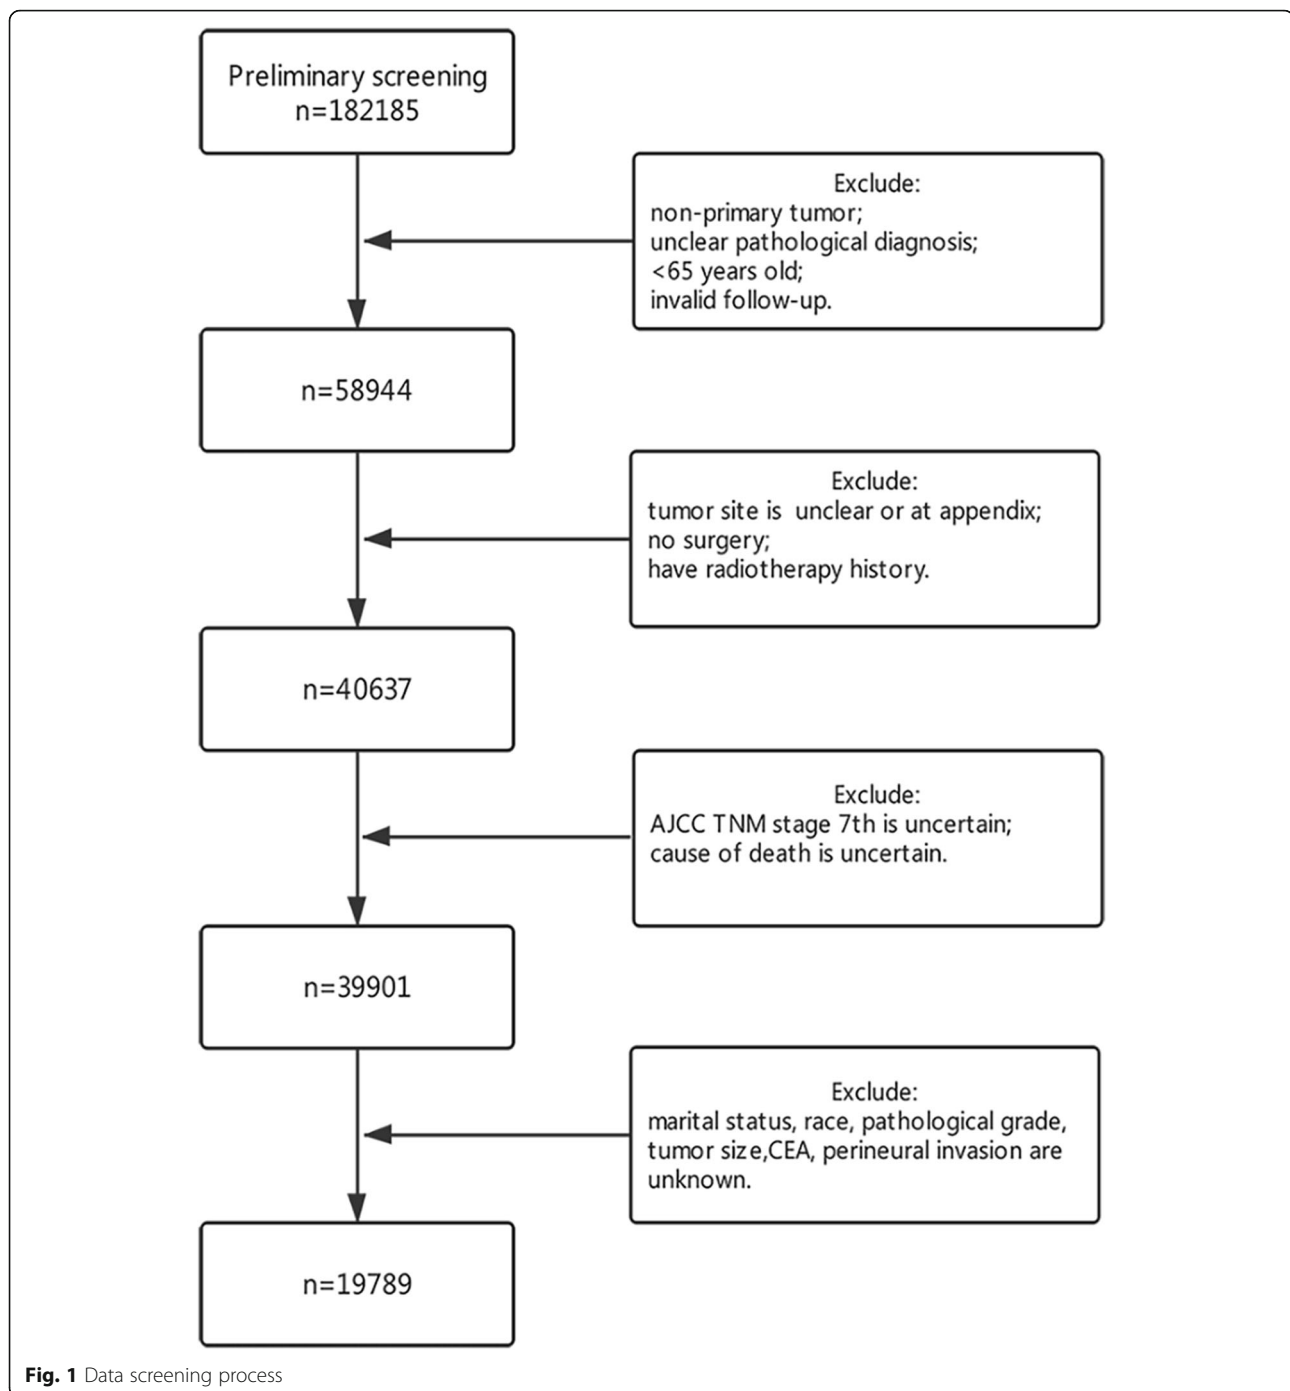 Preliminary screening
n=182185
Exclude:
non-primary tumor;
unclear pathological diagnosis;
<65 years old;
invalid follow-up.
n=58944
Exclude:
tumor site is unclear or at appendix;
no surgery;
have radiotherapy history.
n=40637
Exclude:
AJCC TNM stage 7th is uncertain;
cause of death is uncertain.
n=39901
Exclude:
marital status, race, pathological grade,
tumor size,CEA, perineural invasion are
unknown.
n=19789
Fig. 1 Data screening process